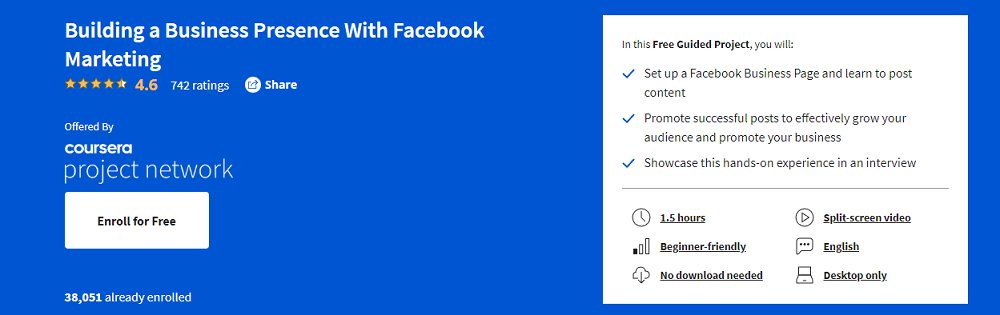 Building a Business Presence With Facebook
Marketing
4.6 742 ratings Share
Offered By
coursera
project network
Enroll for Free
38,051 already enrolled
In this Free Guided Project, you will:
Set up a Facebook Business Page and learn to post
content
Promote successful posts to effectively grow your
audience and promote your business
Showcase this hands-on experience in an interview
1.5 hours
Split-screen video
Beginner-friendly
English
No download needed
Desktop only